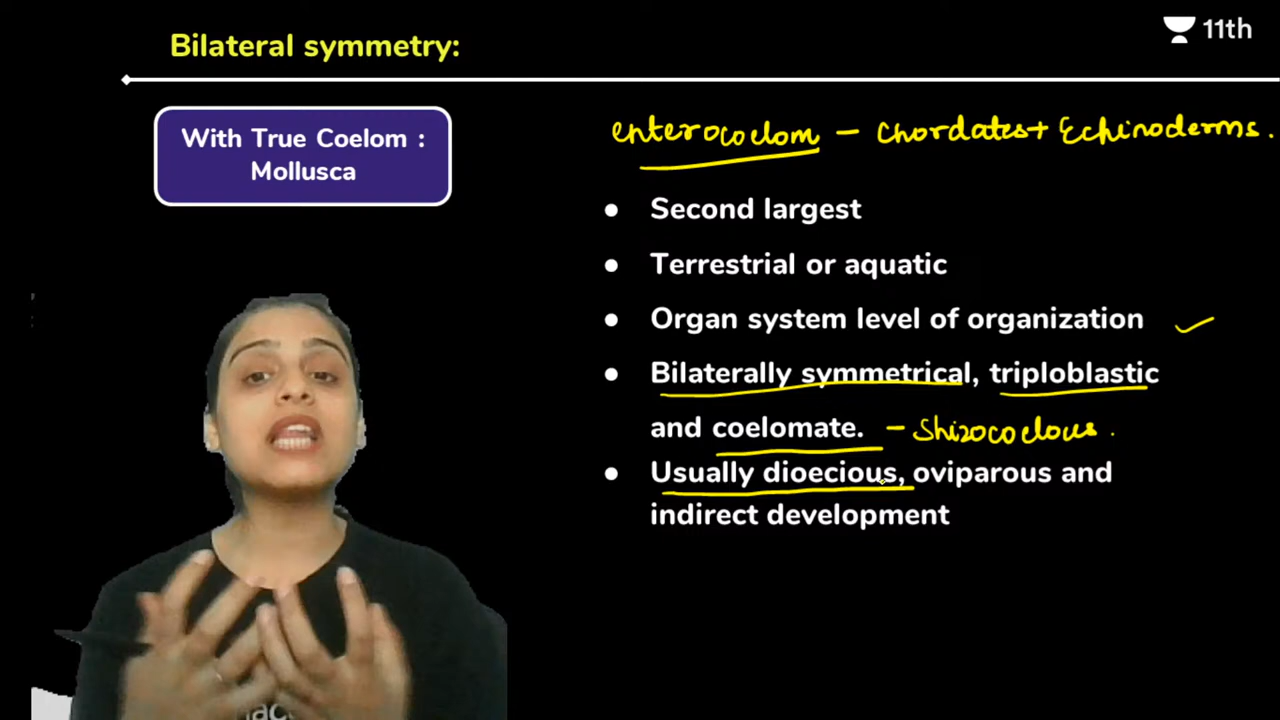 Bilateral symmetry:
11th
With True Coelom :
Mollusca
enterocoelom - Chordates + Echinoderms.
• Second largest
• Terrestrial or aquatic
• Organ system level of organization
• Bilaterally symmetrical, triploblastic
and coelomate. - Shizocoelous.
• Usually dioecious, oviparous and
indirect development